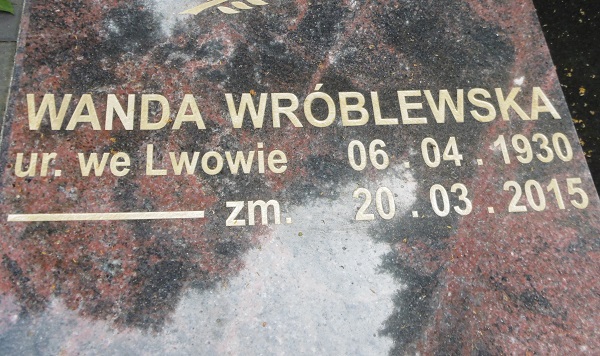 WANDA WRÓBLEWSKA
ur. we Lwowie 06.04.1930
zm. 20.03.2015